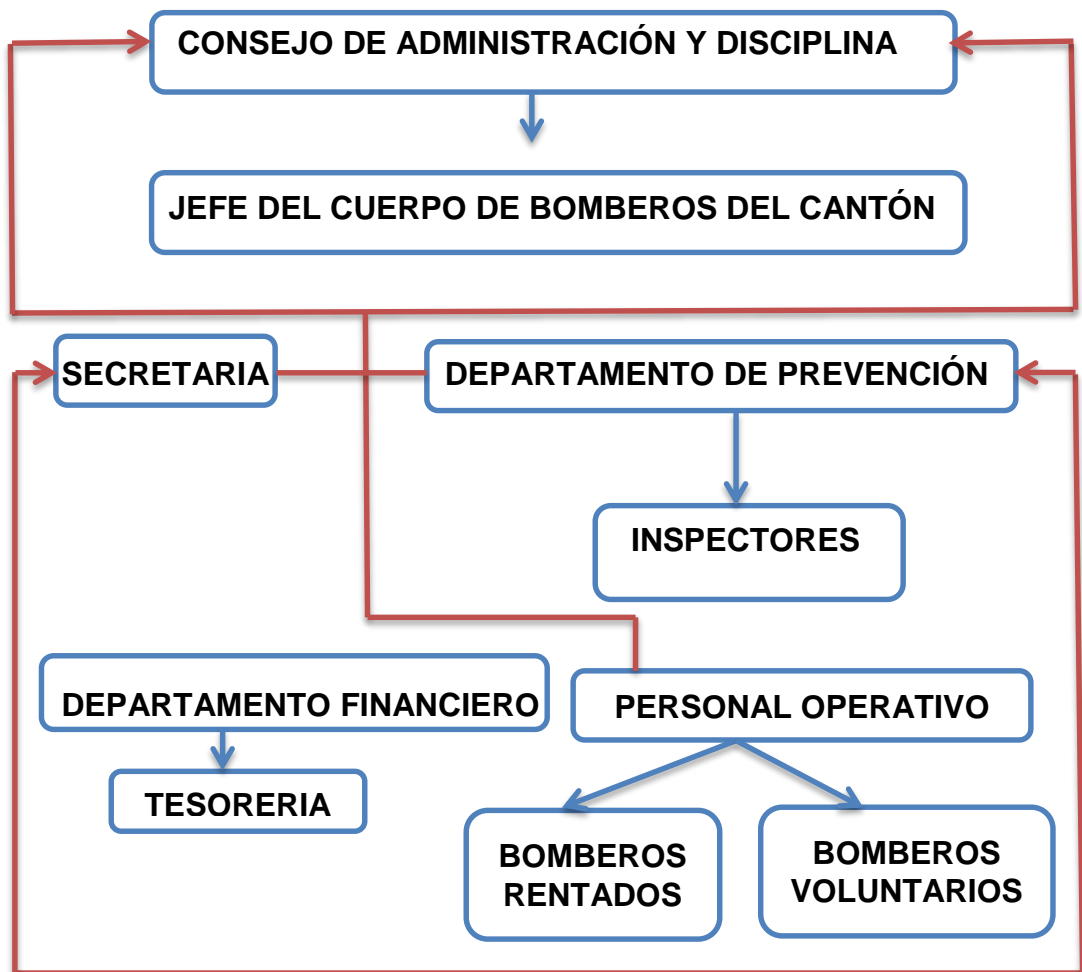 CONSEJO DE ADMINISTRACIÓN Y DISCIPLINA
JEFE DEL CUERPO DE BOMBEROS DEL CANTÓN
SECRETARIA
DEPARTAMENTO DE PREVENCIÓN
INSPECTORES
DEPARTAMENTO FINANCIERO
PERSONAL OPERATIVO
TESORERIA
BOMBEROS
RENTADOS
BOMBEROS
VOLUNTARIOS